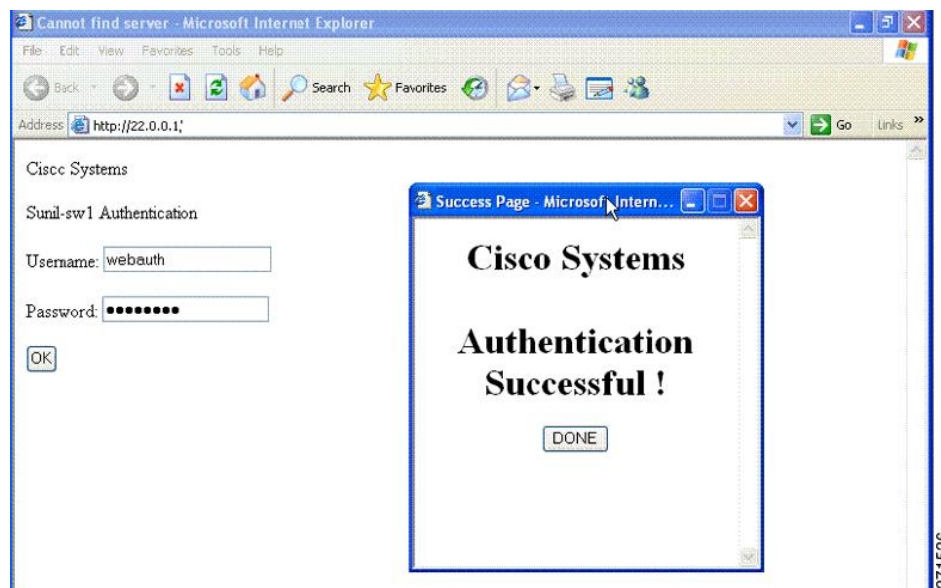 Cannot find server - Microsoft Internet Explorer
File Edit View Favorites Tools Help
Back Search Favorites
Address http://22.0.0.1; Go Links »
Ciscc Systems
Sunil-sw1 Authentication
Username: webauth
Password: ••••••••
OK
Success Page - Microsoft Intern...
Cisco Systems
Authentication
Successful !
DONE